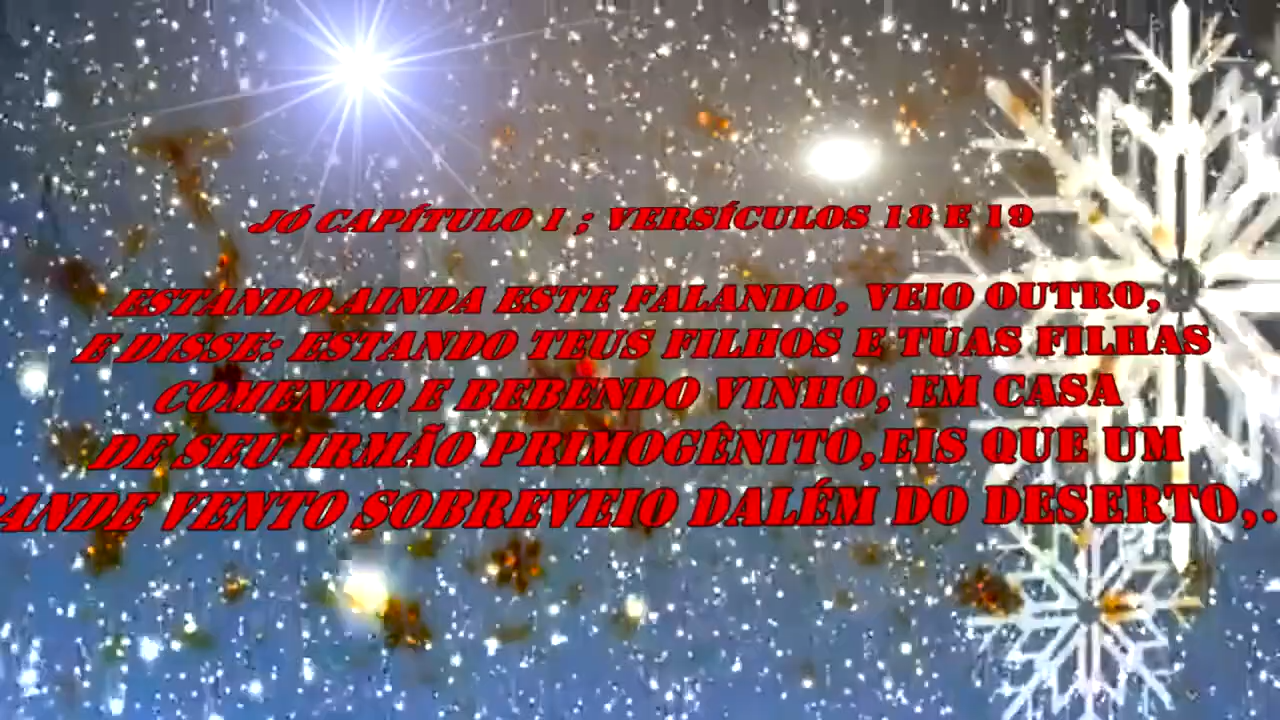 JÓ CAPÍTULO 1 ; VERSÍCULOS 18 E 19
ESTANDO AINDA ESTE FALANDO, VEIO OUTRO,
E DISSE: ESTANDO TEUS FILHOS E TUAS FILHAS
COMENDO E BEBENDO VINHO, EM CASA
DE SEU IRMÃO PRIMOGÊNITO,EIS QUE UM
ANDE VENTO SOBREVEIO DALÉM DO DESERTO,.